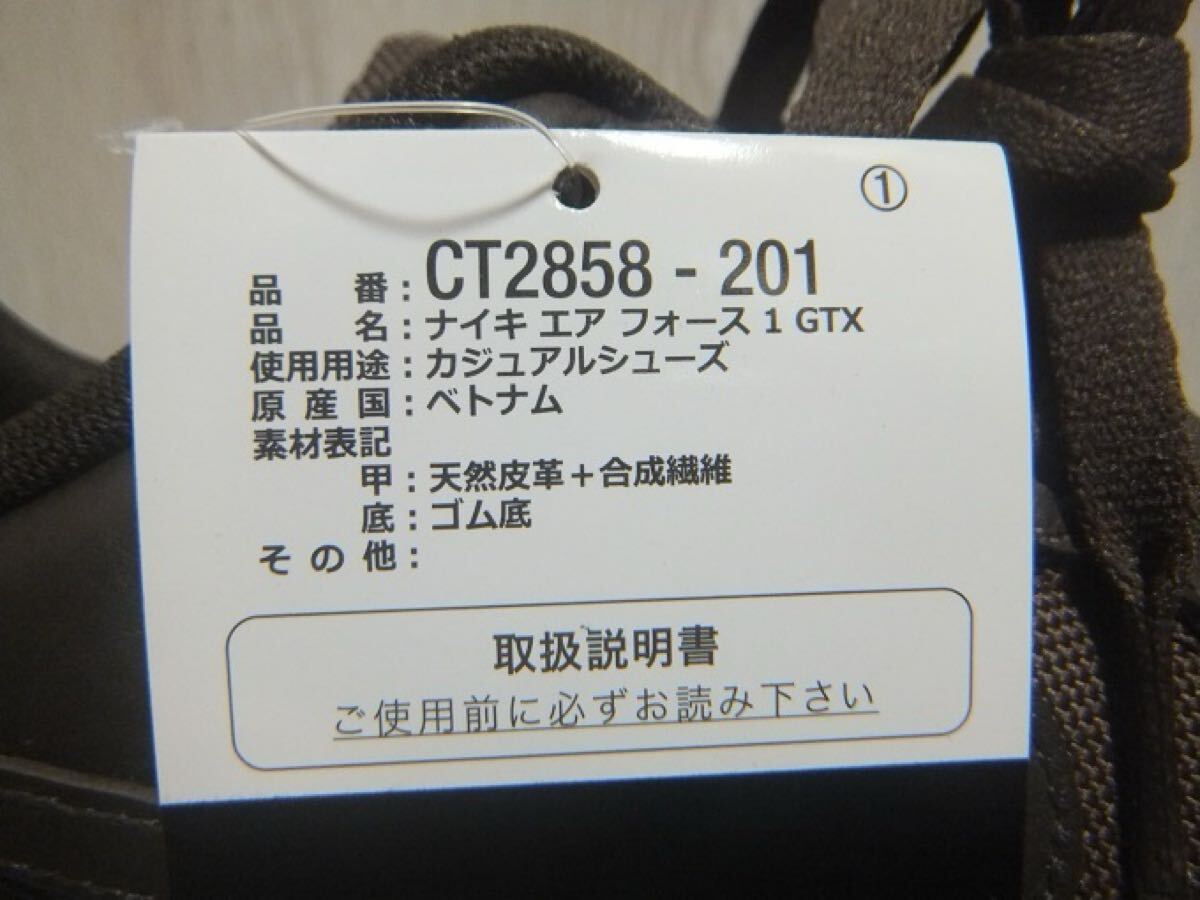 ①
品番:CT2858 - 201
品名:ナイキ エア フォース 1 GTX
使用用途:カジュアルシューズ
原産国:ベトナム
素材表記
甲:天然皮革+合成繊維
底:ゴム底
その他:
取扱説明書
ご使用前に必ずお読み下さい